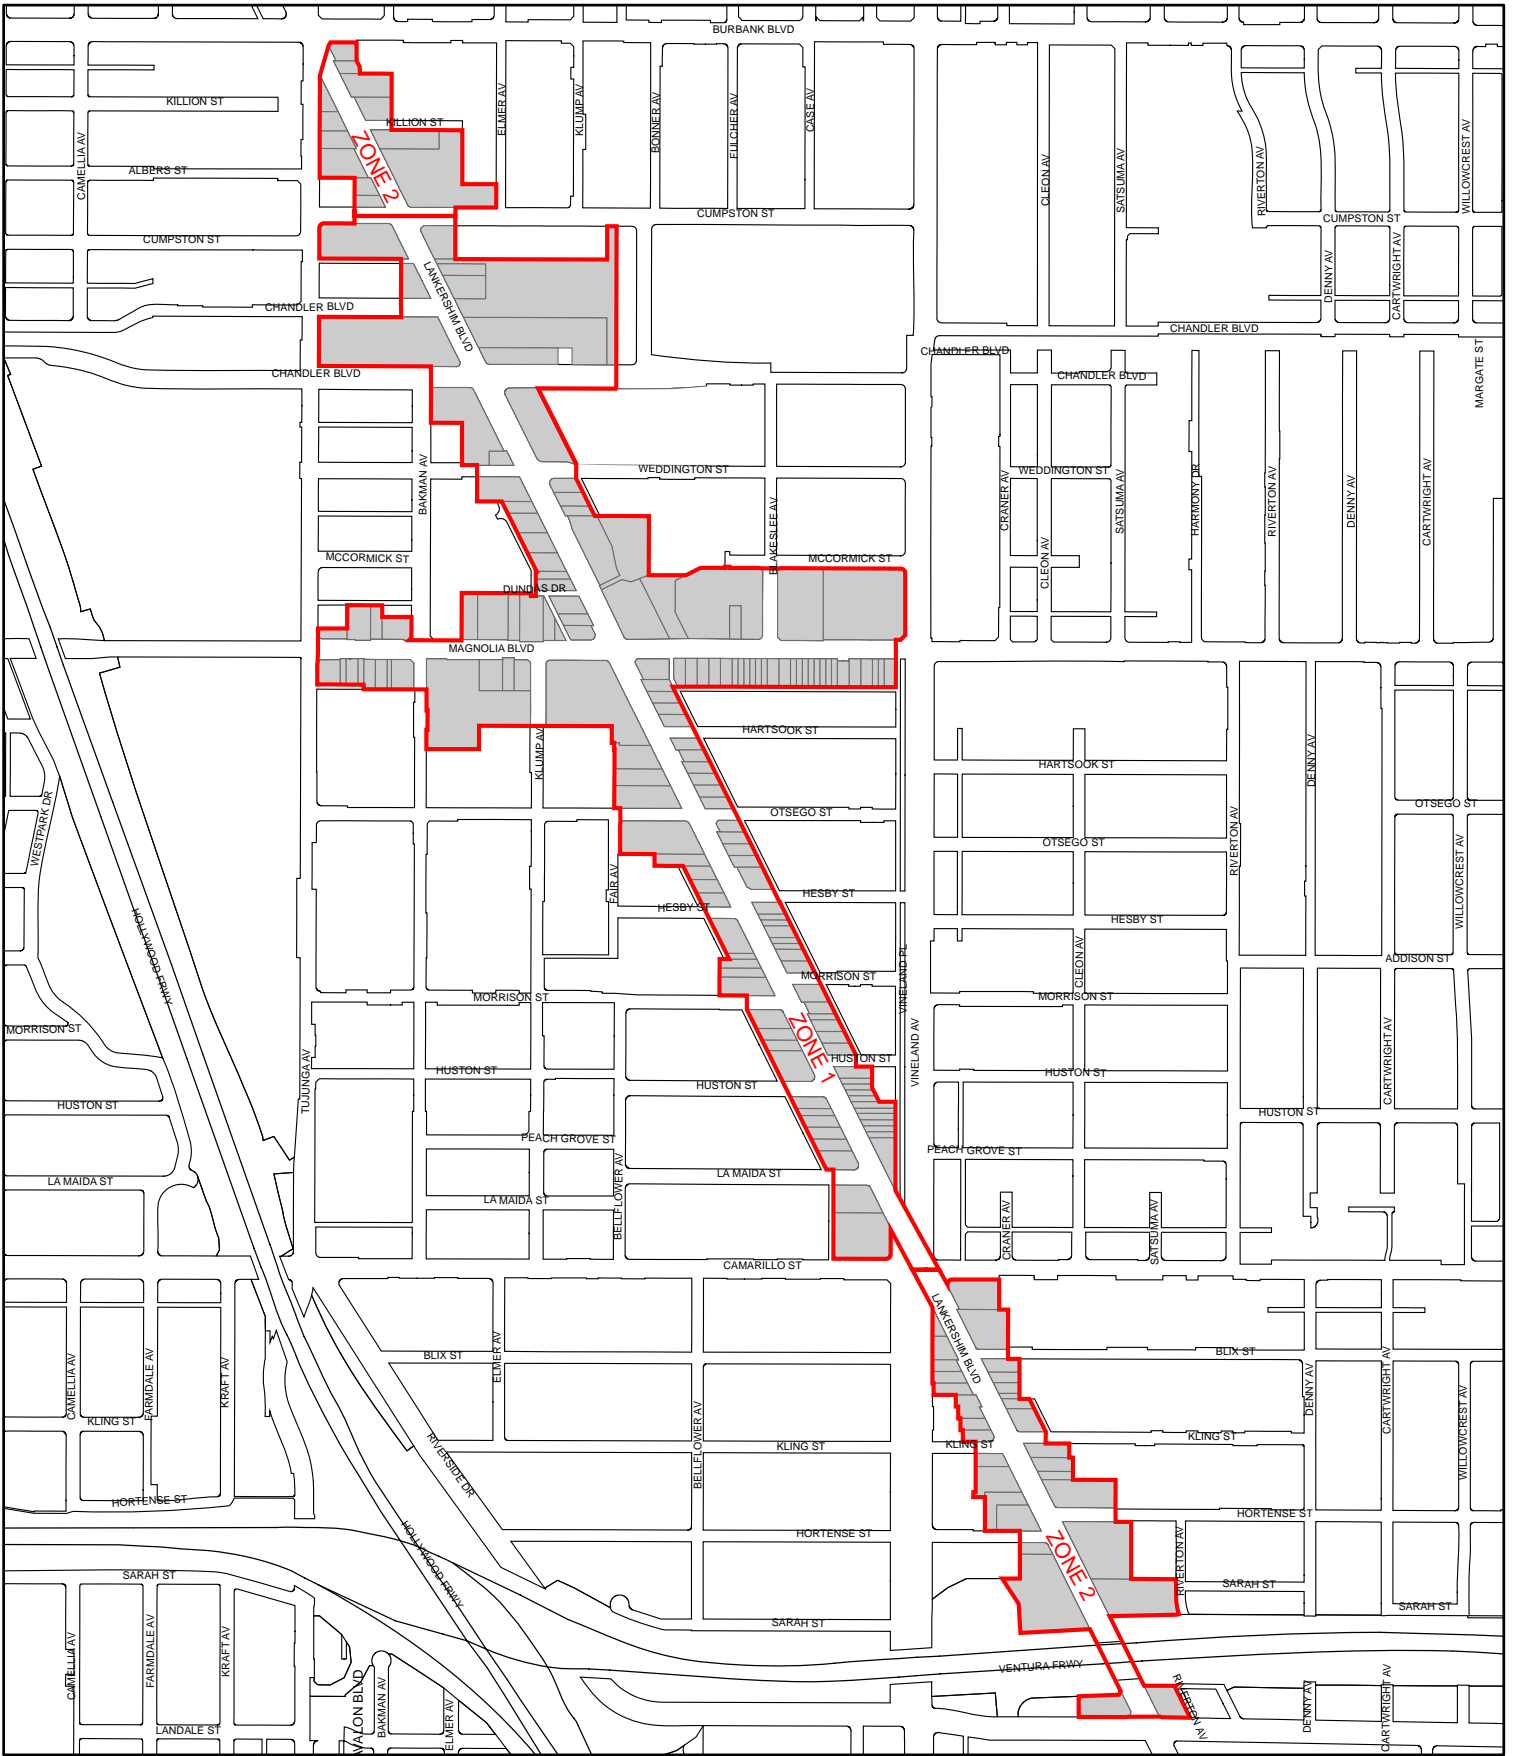 BURBANK BLVD
KILLION ST
KILLION ST
ELMER AV
KLUMP AV
BONNER AV
FULCHER AV
CASE AV
CAMELLIA AV
ZONE 2
ALBERS ST
CLEON AV
SATSUMA AV
RIVERTON AV
WILLOWCREST AV
CUMPSTON ST
CUMPSTON ST
CUMPSTON ST
DENNY AV
CARTWRIGHT AV
LANKERSHIM BLVD
CHANDLER BLVD
CHANDLER BLVD
CHANDLER BLVD
CHANDLER BLVD
CHANDLER BLVD
MARGATE ST
BAKMAN AV
WEDDINGTON ST
WEDDINGTON ST
CRANER AV
SATSUMA AV
HARMONY DR
RIVERTON AV
DENNY AV
CARTWRIGHT AV
BLAKESLEE AV
MCCORMICK ST
MCCORMICK ST
CLEON AV
DUNDAS DR
MAGNOLIA BLVD
HARTSOOK ST
KLUMP AV
HARTSOOK ST
DENNY AV
WESTPARK DR
OTSEGO ST
OTSEGO ST
OTSEGO ST
RIVERTON AV
FAIR AV
HESBY ST
HESBY ST
HESBY ST
WILLOWCREST AV
HOLLYWOOD FRWY
CLEON AV
ADDISON ST
VINELAND PL
MORRISON ST
MORRISON ST
MORRISON ST
MORRISON ST
ZONE 1
TUJUNGA AV
VINELAND AV
CARTWRIGHT AV
HUSTON ST
HUSTON ST
HUSTON ST
HUSTON ST
HUSTON ST
HUSTON ST
PEACH GROVE ST
PEACH GROVE ST
LA MAIDA ST
LA MAIDA ST
LA MAIDA ST
BELLFLOWER AV
CRANER AV
SATSUMA AV
CAMARILLO ST
LANKERSHIM BLVD
BLIX ST
BLIX ST
ELMER AV
CAMELLIA AV
FARMDALE AV
KRAFT AV
DENNY AV
CARTWRIGHT AV
WILLOWCREST AV
KLING ST
KLING ST
KLING ST
KLING ST
BELLFLOWER AV
RIVERSIDE DR
HORTENSE ST
HORTENSE ST
HORTENSE ST
HOLLYWOOD FRWY
ZONE 2
RIVERTON AV
SARAH ST
SARAH ST
SARAH ST
SARAH ST
CAMELLIA AV
FARMDALE AV
KRAFT AV
VENTURA FRWY
AVALON BLVD
BAKMAN AV
ELMER AV
LANDALE ST
RIVERTON AV
DENNY AV
CARTWRIGHT AV